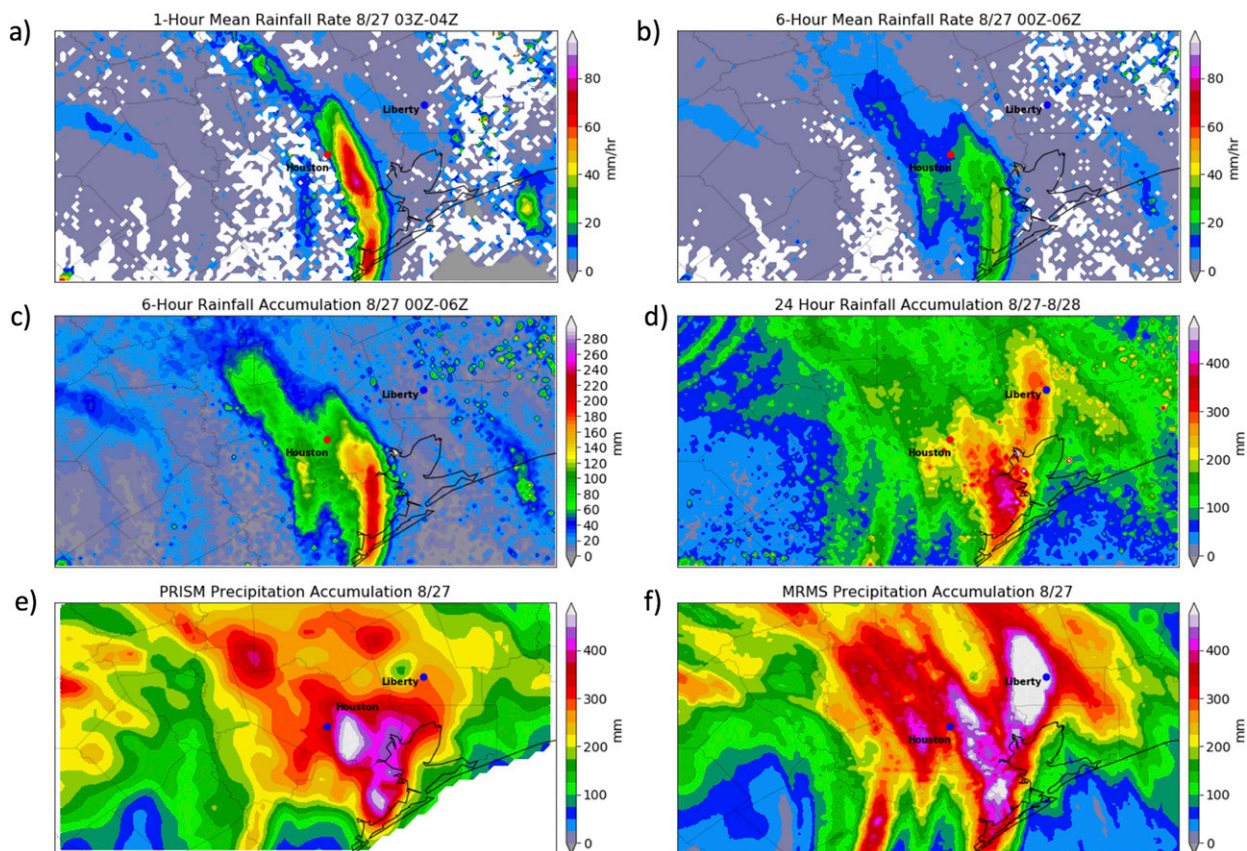 a)
1-Hour Mean Rainfall Rate 8/27 03Z-04Z
Liberty
Houston
80
60
40
20
0
mm/hr
b)
6-Hour Mean Rainfall Rate 8/27 00Z-06Z
Liberty
Houston
80
60
40
20
0
mm/hr
c)
6-Hour Rainfall Accumulation 8/27 00Z-06Z
Liberty
Houston
280
260
240
220
200
180
160
140
120
100
80
60
40
20
0
mm
d)
24 Hour Rainfall Accumulation 8/27-8/28
Liberty
Houston
400
300
200
100
0
mm
e)
PRISM Precipitation Accumulation 8/27
Liberty
Houston
400
300
200
100
0
mm
f)
MRMS Precipitation Accumulation 8/27
Liberty
Houston
400
300
200
100
0
mm